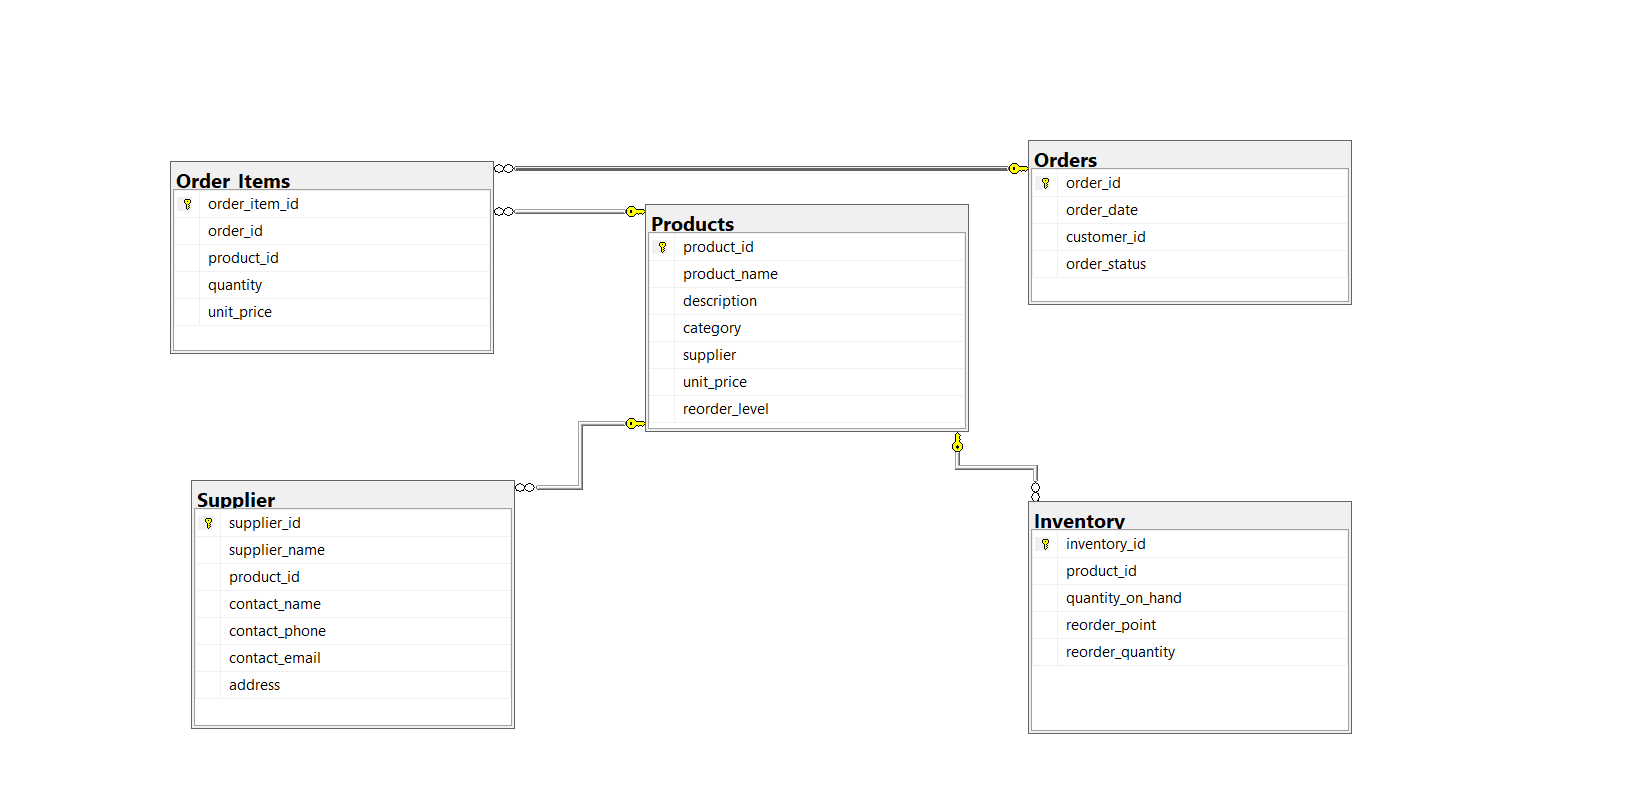 Order_Items
order_item_id
order_id
product_id
quantity
unit_price
Products
product_id
product_name
description
category
supplier
unit_price
reorder_level
Orders
order_id
order_date
customer_id
order_status
Supplier
supplier_id
supplier_name
product_id
contact_name
contact_phone
contact_email
address
Inventory
inventory_id
product_id
quantity_on_hand
reorder_point
reorder_quantity